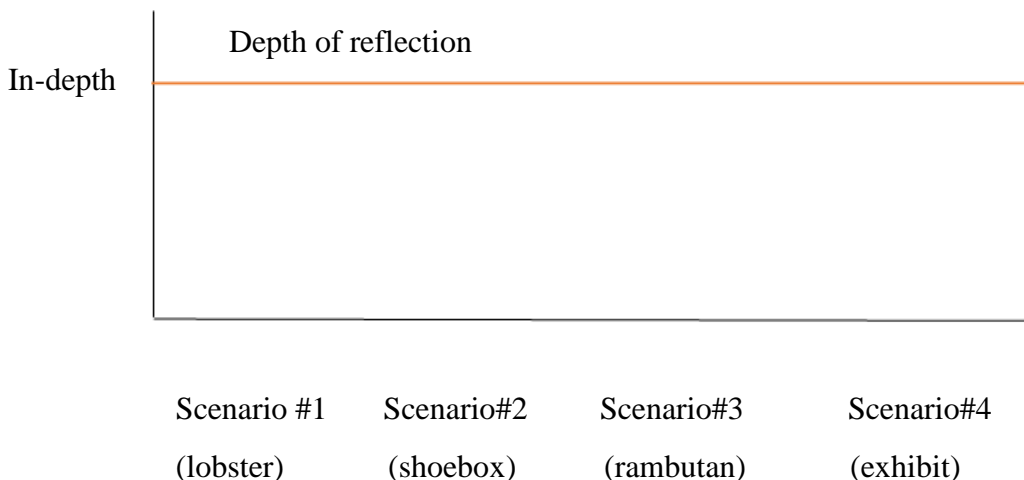 Depth of reflection
In-depth
Scenario #1 Scenario#2 Scenario#3 Scenario#4
(lobster) (shoebox) (rambutan) (exhibit)